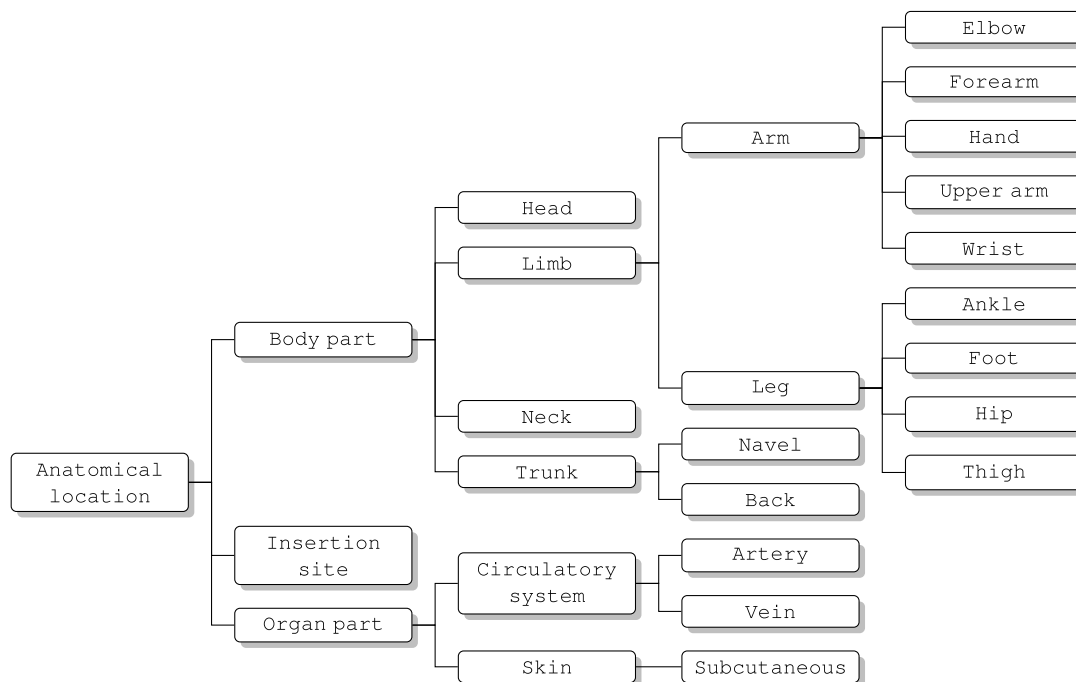 Elbow
Forearm
Arm
Hand
Upper arm
Head
Limb
Wrist
Ankle
Body part
Foot
Leg
Neck
Hip
Navel
Anatomical
location
Trunk
Thigh
Back
Insertion
site
Artery
Circulatory
system
Vein
Organ part
Skin
Subcutaneous